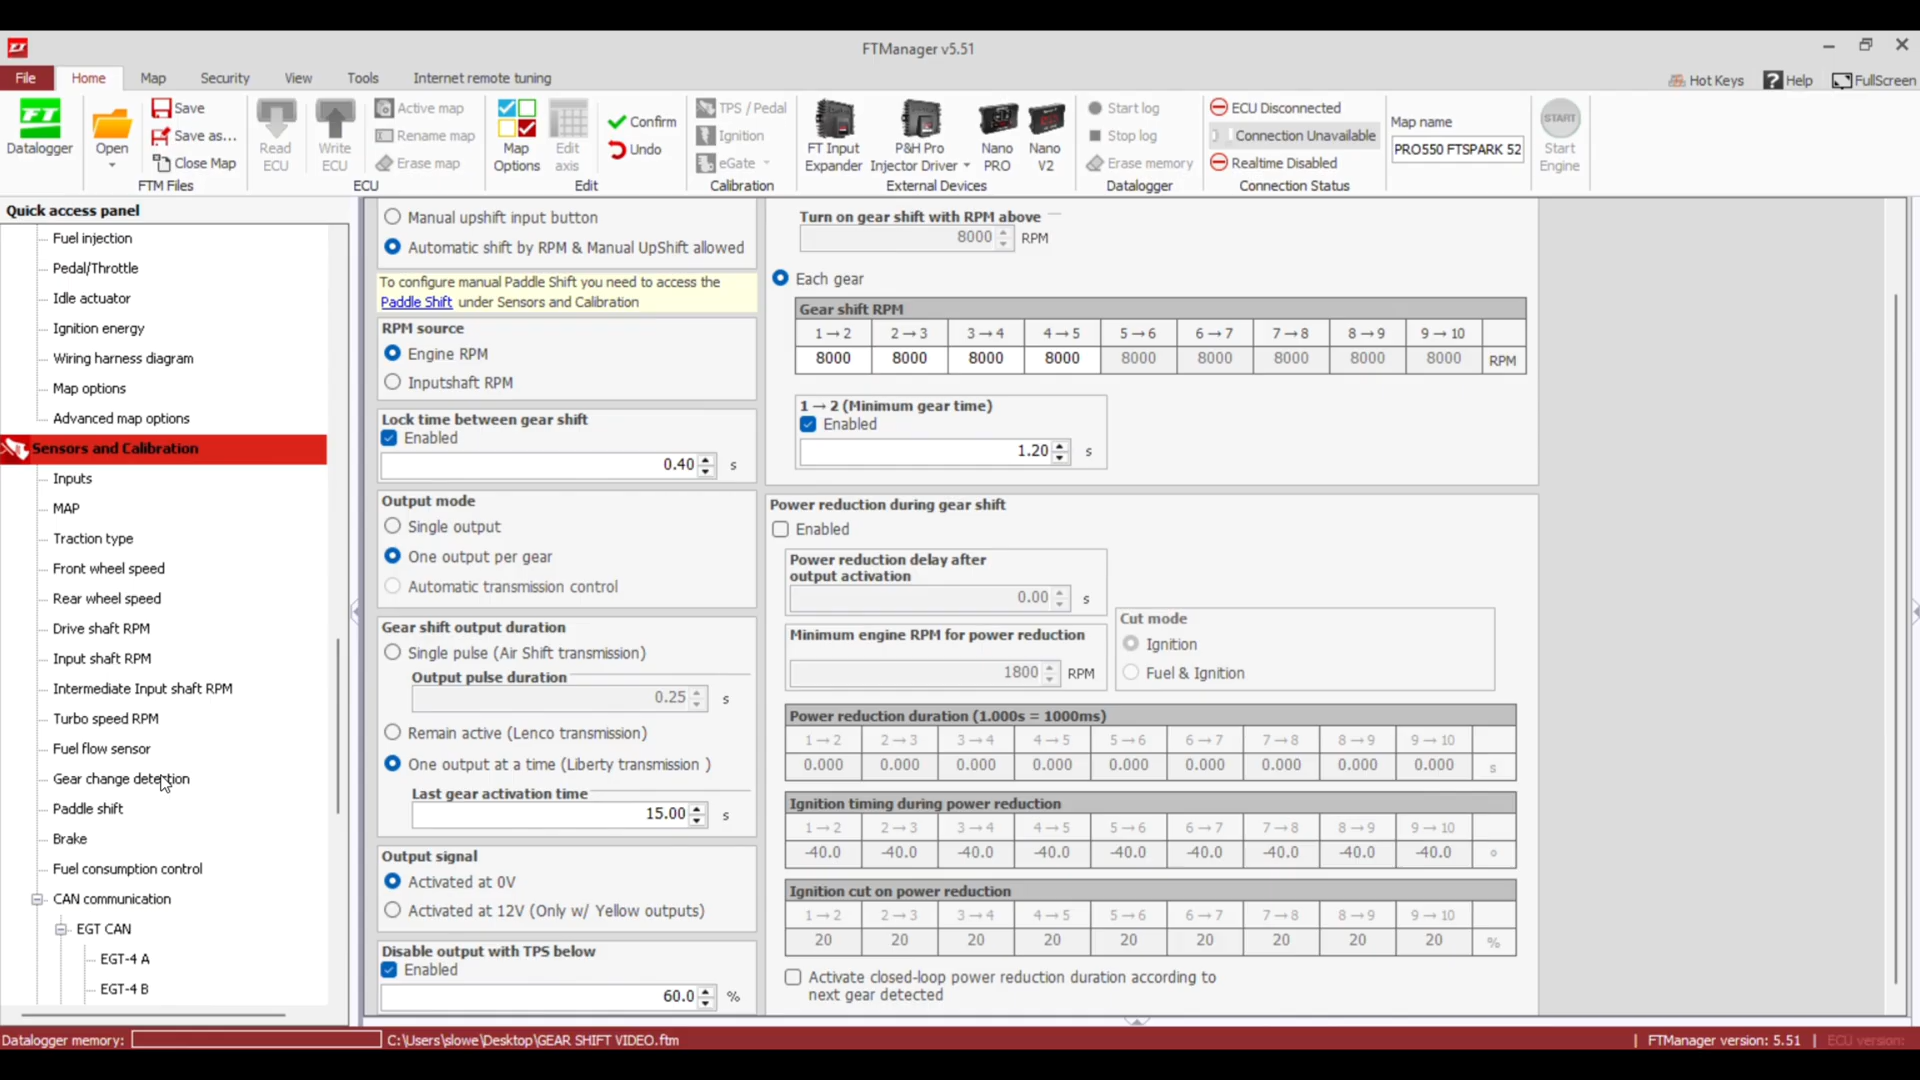 FTManager v5.51
File Home Map Security View Tools Internet remote tuning Hot Keys Help FullScreen
FT Datalogger
Open
Save
Save as...
Close Map
FTM Files
Read ECU
Write ECU
Active map
Rename map
Erase map
ECU
Map Options
Edit axis
Confirm
Undo
Edit
TPS / Pedal
Ignition
eGate
Calibration
FT Input Expander
P&H Pro Injector Driver
Nano PRO
Nano V2
External Devices
Start log
Stop log
Erase memory
Datalogger
ECU Disconnected
Connection Unavailable
Realtime Disabled
Connection Status
Map name
PRO550 FTSPARK 52
START
Start Engine
Quick access panel
Fuel injection
Pedal/Throttle
Idle actuator
Ignition energy
Wiring harness diagram
Map options
Advanced map options
Sensors and Calibration
Inputs
MAP
Traction type
Front wheel speed
Rear wheel speed
Drive shaft RPM
Input shaft RPM
Intermediate Input shaft RPM
Turbo speed RPM
Fuel flow sensor
Gear change detection
Paddle shift
Brake
Fuel consumption control
CAN communication
EGT CAN
EGT-4 A
EGT-4 B
Manual upshift input button
Automatic shift by RPM & Manual UpShift allowed
To configure manual Paddle Shift you need to access the
Paddle Shift under Sensors and Calibration
RPM source
Engine RPM
Inputshaft RPM
Lock time between gear shift
Enabled
0.40 s
Output mode
Single output
One output per gear
Automatic transmission control
Gear shift output duration
Single pulse (Air Shift transmission)
Output pulse duration
0.25 s
Remain active (Lenco transmission)
One output at a time (Liberty transmission )
Last gear activation time
15.00 s
Output signal
Activated at 0V
Activated at 12V (Only w/ Yellow outputs)
Disable output with TPS below
Enabled
60.0 %
Turn on gear shift with RPM above
8000 RPM
Each gear
Gear shift RPM
1→2 2→3 3→4 4→5 5→6 6→7 7→8 8→9 9→10
8000 8000 8000 8000 8000 8000 8000 8000 8000 RPM
1 → 2 (Minimum gear time)
Enabled
1.20 s
Power reduction during gear shift
Enabled
Power reduction delay after
output activation
0.00 s
Minimum engine RPM for power reduction
1800 RPM
Cut mode
Ignition
Fuel & Ignition
Power reduction duration (1.000s = 1000ms)
1→2 2→3 3→4 4→5 5→6 6→7 7→8 8→9 9→10
0.000 0.000 0.000 0.000 0.000 0.000 0.000 0.000 0.000 s
Ignition timing during power reduction
1→2 2→3 3→4 4→5 5→6 6→7 7→8 8→9 9→10
-40.0 -40.0 -40.0 -40.0 -40.0 -40.0 -40.0 -40.0 -40.0 °
Ignition cut on power reduction
1→2 2→3 3→4 4→5 5→6 6→7 7→8 8→9 9→10
20 20 20 20 20 20 20 20 20 %
Activate closed-loop power reduction duration according to
next gear detected
Datalogger memory: C:\Users\slowe\Desktop\GEAR SHIFT VIDEO.ftm | FTManager version: 5.51 | ECU version: